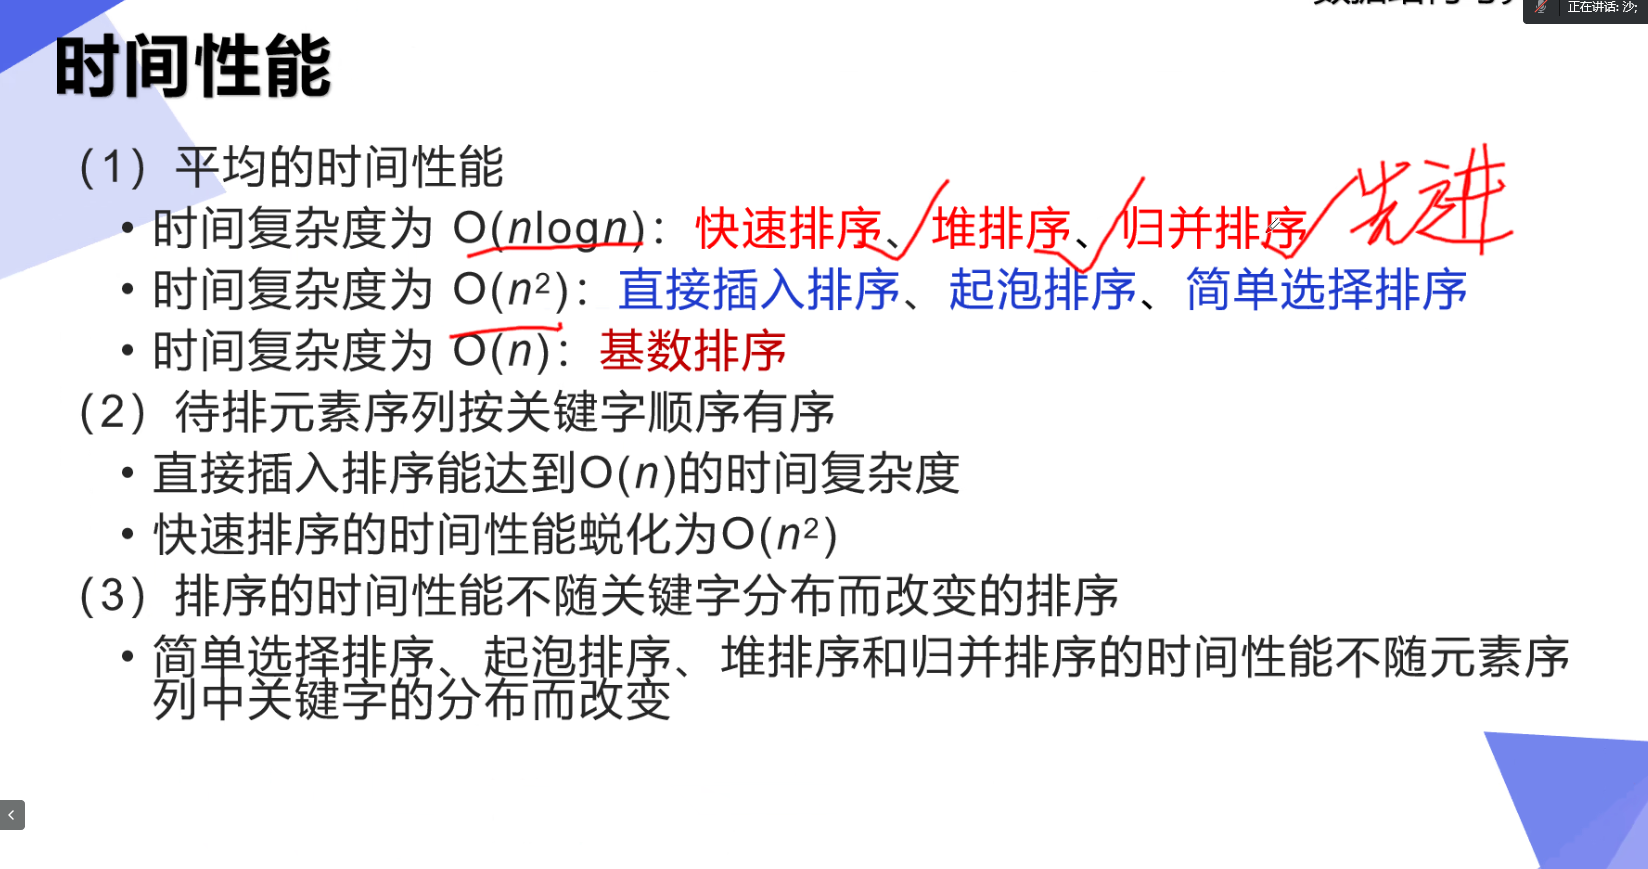 正在讲话: 沙;
时间性能
（1）平均的时间性能
• 时间复杂度为 O(nlogn)：快速排序、堆排序、归并排序
先进
• 时间复杂度为 O(n²)：直接插入排序、起泡排序、简单选择排序
• 时间复杂度为 O(n)：基数排序
（2）待排元素序列按关键字顺序有序
• 直接插入排序能达到O(n)的时间复杂度
• 快速排序的时间性能蜕化为O(n²)
（3）排序的时间性能不随关键字分布而改变的排序
• 简单选择排序、起泡排序、堆排序和归并排序的时间性能不随元素序
列中关键字的分布而改变